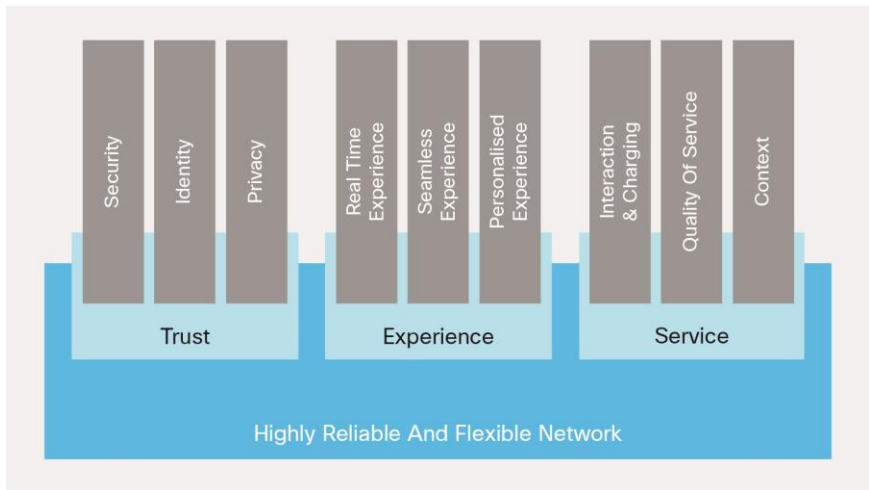 Security
Identity
Privacy
Real Time
Experience
Seamless
Experience
Personalised
Experience
Interaction
& Charging
Quality Of Service
Context
Trust
Experience
Service
Highly Reliable And Flexible Network